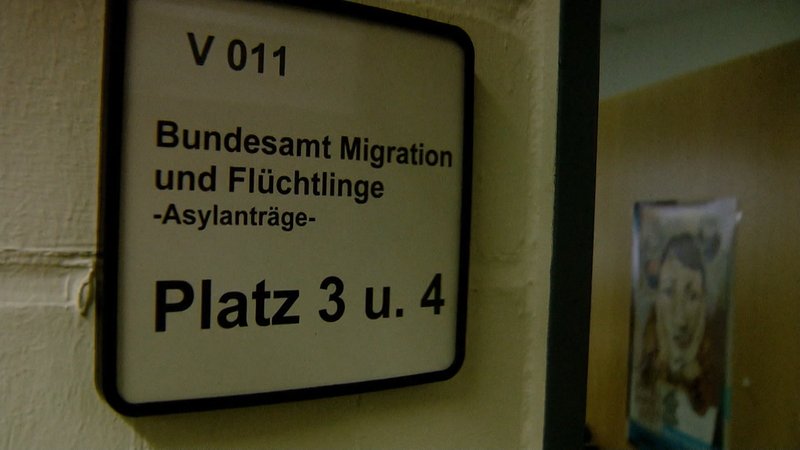 V 011
Bundesamt Migration
und Flüchtlinge
-Asylanträge-
Platz 3 u. 4